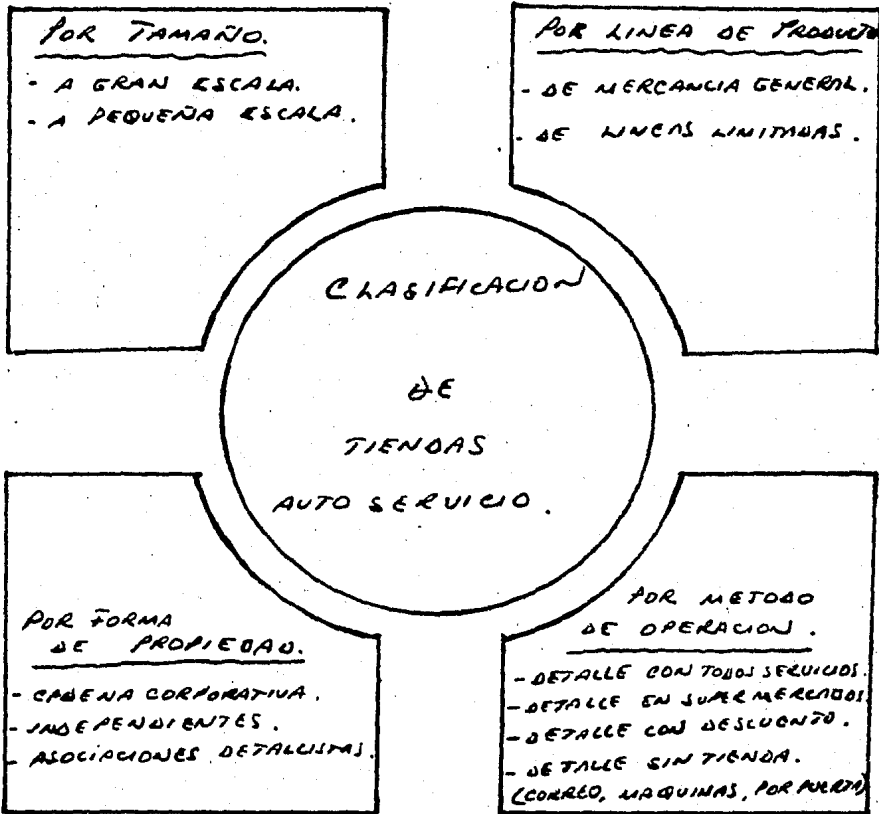 POR TAMAÑO.
- A GRAN ESCALA.
- A PEQUEÑA ESCALA.
POR LINEA DE PRODUCTO
- DE MERCANCIA GENERAL.
- DE LINEAS LIMITADAS.
CLASIFICACION
DE
TIENDAS
AUTO SERVICIO.
POR FORMA
DE PROPIEDAD.
- CADENA CORPORATIVA.
- INDEPENDIENTES.
- ASOCIACIONES DETALLISTAS.
POR METODO
DE OPERACION.
- DETALLE CON TODOS SERVICIOS.
- DETALLE EN SUPERMERCADOS.
- DETALLE CON DESCUENTO.
- DETALLE SIN TIENDA.
(CORREO, MAQUINAS, POR PUERTA)